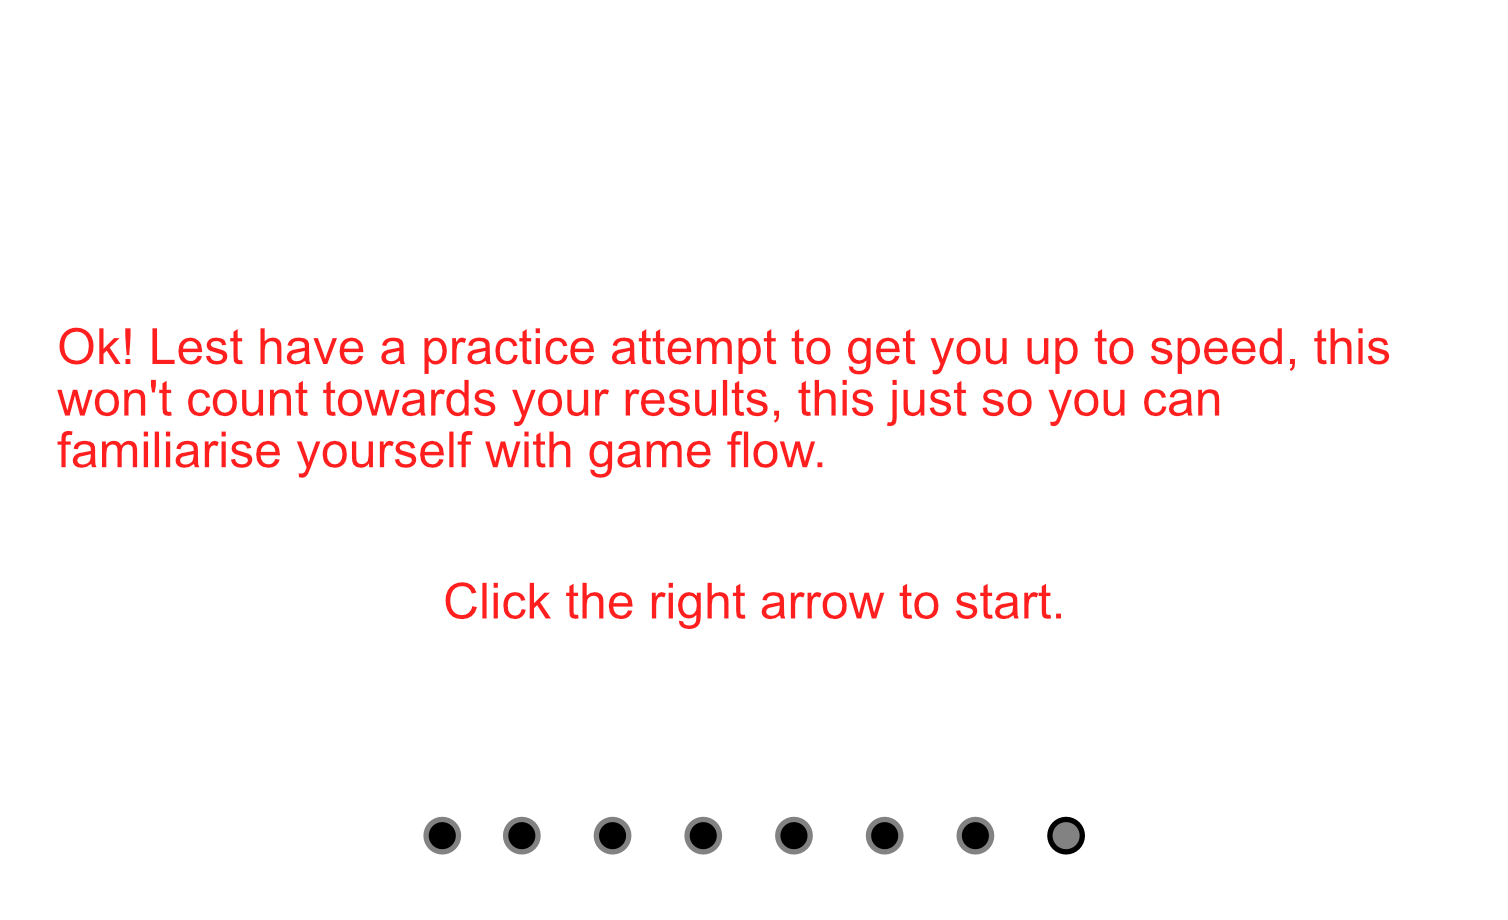 Ok! Lest have a practice attempt to get you up to speed, this
won't count towards your results, this just so you can
familiarise yourself with game flow.
Click the right arrow to start.